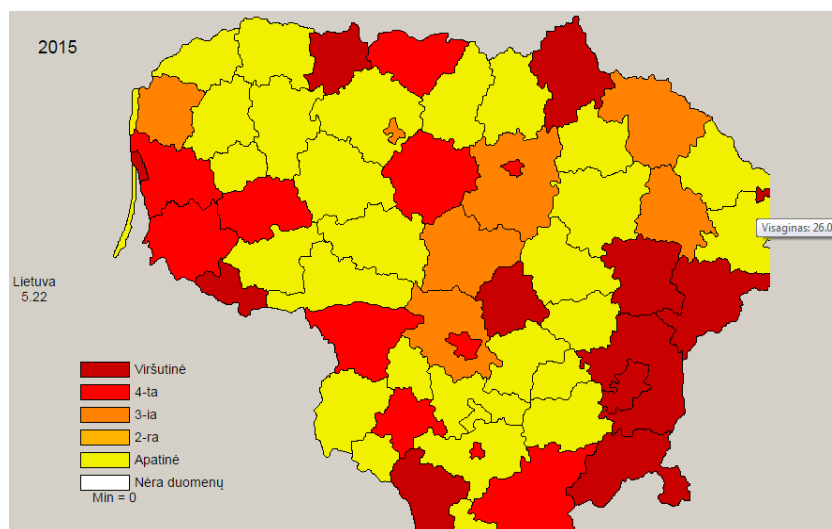 2015
Visaginas: 26.0
Lietuva
5.22
Viršutinė
4-ta
3-ia
2-ra
Apatinė
Nėra duomenų
Min = 0